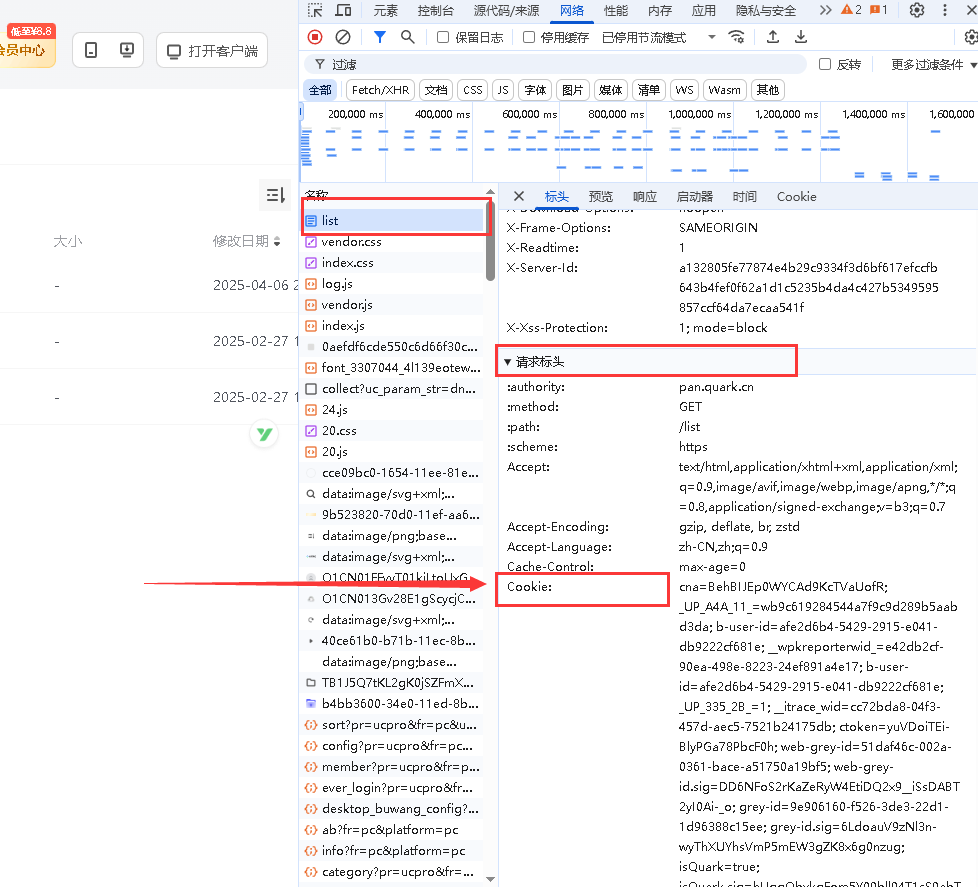 低至¥8.8
会员中心
打开客户端
大小
修改日期
-
2025-04-06 2
-
2025-02-27 1
-
2025-02-27 1
元素
控制台
源代码/来源
网络
性能
内存
应用
隐私与安全
2
1
保留日志
停用缓存
已停用节流模式
过滤
反转
更多过滤条件
全部
Fetch/XHR
文档
CSS
JS
字体
图片
媒体
清单
WS
Wasm
其他
200,000 ms
400,000 ms
600,000 ms
800,000 ms
1,000,000 ms
1,200,000 ms
1,400,000 ms
1,600,000
名称
list
vendor.css
index.css
log.js
vendor.js
index.js
0aefdf6cde550c6d66f30c...
font_3307044_4l139eotew...
collect?uc_param_str=dn...
24.js
20.css
20.js
cce09bc0-1654-11ee-81e...
data:image/svg+xml;...
9b523820-70d0-11ef-aa6...
data:image/png;base...
data:image/svg+xml;...
O1CN013Gv28E1gScycjC...
data:image/svg+xml;...
40ce61b0-b71b-11ec-8b...
data:image/png;base...
TB1J5Q7tKL2gK0jSZFmX...
b4bb3600-34e0-11ed-8b...
sort?pr=ucpro&fr=pc&u...
config?pr=ucpro&fr=pc...
member?pr=ucpro&fr=p...
ever_login?pr=ucpro&fr...
desktop_buwang_config?...
ab?fr=pc&platform=pc
info?fr=pc&platform=pc
category?pr=ucpro&fr=...
标头
预览
响应
启动器
时间
Cookie
X-Download-Options:
noopen
X-Frame-Options:
SAMEORIGIN
X-Readtime:
1
X-Server-Id:
a132805fe77874e4b29c9334f3d6bf617efccfb
643b4fef0f62a1d1c5235b4da4c427b5349595
857ccf64da7ecaa541f
X-Xss-Protection:
1; mode=block
请求标头
:authority:
pan.quark.cn
:method:
GET
:path:
/list
:scheme:
https
Accept:
text/html,application/xhtml+xml,application/xml;
q=0.9,image/avif,image/webp,image/apng,*/*;q
=0.8,application/signed-exchange;v=b3;q=0.7
Accept-Encoding:
gzip, deflate, br, zstd
Accept-Language:
zh-CN,zh;q=0.9
Cache-Control:
max-age=0
Cookie:
cna=BehBIJEp0WYCAd9KcTVaUofR;
_UP_A4A_11_=wb9c619284544a7f9c9d289b5aab
d3da; b-user-id=afe2d6b4-5429-2915-e041-
db9222cf681e; __wpkreporterwid_=e42db2cf-
90ea-498e-8223-24ef891a4e17; b-user-
id=afe2d6b4-5429-2915-e041-db9222cf681e;
_UP_335_2B_=1; __itrace_wid=cc72bda8-04f3-
457d-aec5-7521b24175db; ctoken=yuVDoiTEi-
BlyPGa78PbcF0h; web-grey-id=51daf46c-002a-
0361-bace-a51750a19bf5; web-grey-
id.sig=DD6NFoS2rKaZeRyW4EtiDQ2x9__iSsDABT
2yI0Ai-_o; grey-id=9e906160-f526-3de3-22d1-
1d96388c15ee; grey-id.sig=6LdoauV9zNl3n-
wyThXUYhsVmP5mEW3gZK8x6g0nzug;
isQuark=true;